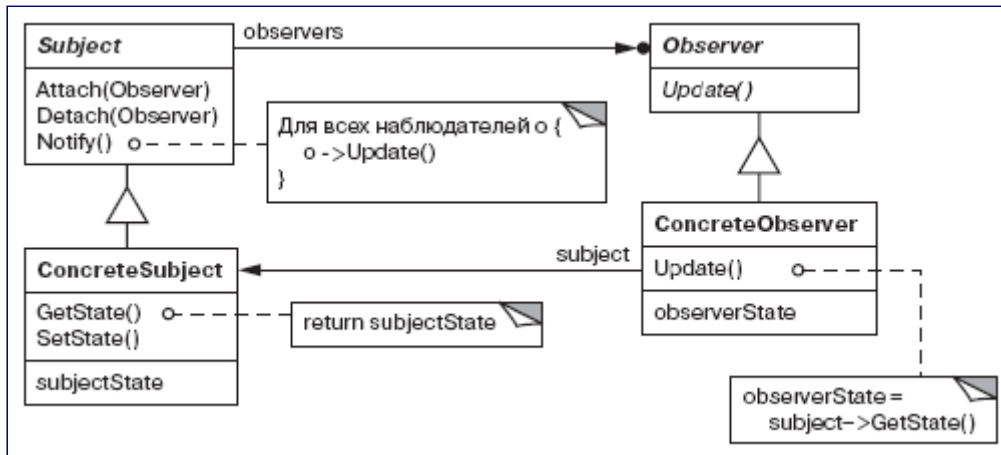 Subject
Attach(Observer)
Detach(Observer)
Notify()
observers
Observer
Update()
Для всех наблюдателей о {
о ->Update()
}
ConcreteSubject
GetState()
SetState()
subjectState
return subjectState
subject
ConcreteObserver
Update()
observerState
observerState =
subject–>GetState()